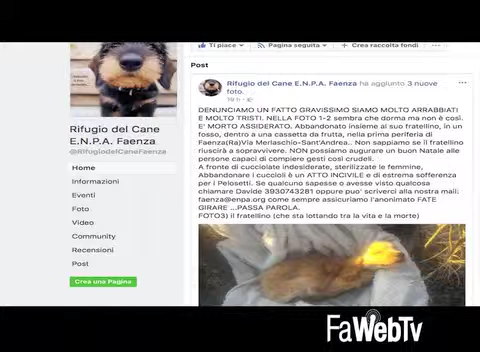 Ti piace
Pagina seguita
+ Crea raccolta fondi
Post
Rifugio del Cane
E.N.P.A. Faenza
@RifugiodelCaneFaenza
Home
Informazioni
Eventi
Foto
Video
Community
Recensioni
Post
Crea una Pagina
Rifugio del Cane E.N.P.A. Faenza ha aggiunto 3 nuove
foto.
19 h
DENUNCIAMO UN FATTO GRAVISSIMO SIAMO MOLTO ARRABBIATI
E MOLTO TRISTI. NELLA FOTO 1-2 sembra che dorma ma non è così.
E' MORTO ASSIDERATO. Abbandonato insieme al suo fratellino, in un
fosso, dentro a una cassetta da frutta, nella prima periferia di
Faenza(Ra)Via Merlaschio-Sant'Andrea.. Non sappiamo se il fratellino
riuscirà a sopravvivere. NON possiamo augurare un buon Natale alle
persone capaci di compiere gesti così crudeli.
A fronte di cucciolate indesiderate, sterilizzate le femmine,
Abbandonare i cuccioli è un ATTO INCIVILE e di estrema sofferenza
per i Pelosetti. Se qualcuno sapesse o avesse visto qualcosa
chiamare Davide 3930743281 oppure puo' scriverci alla nostra mail:
faenza@enpa.org come sempre assicuriamo l'anonimato FATE
GIRARE ...PASSA PAROLA.
FOTO3) il fratellino (che sta lottando tra la vita e la morte)
FaWebTv